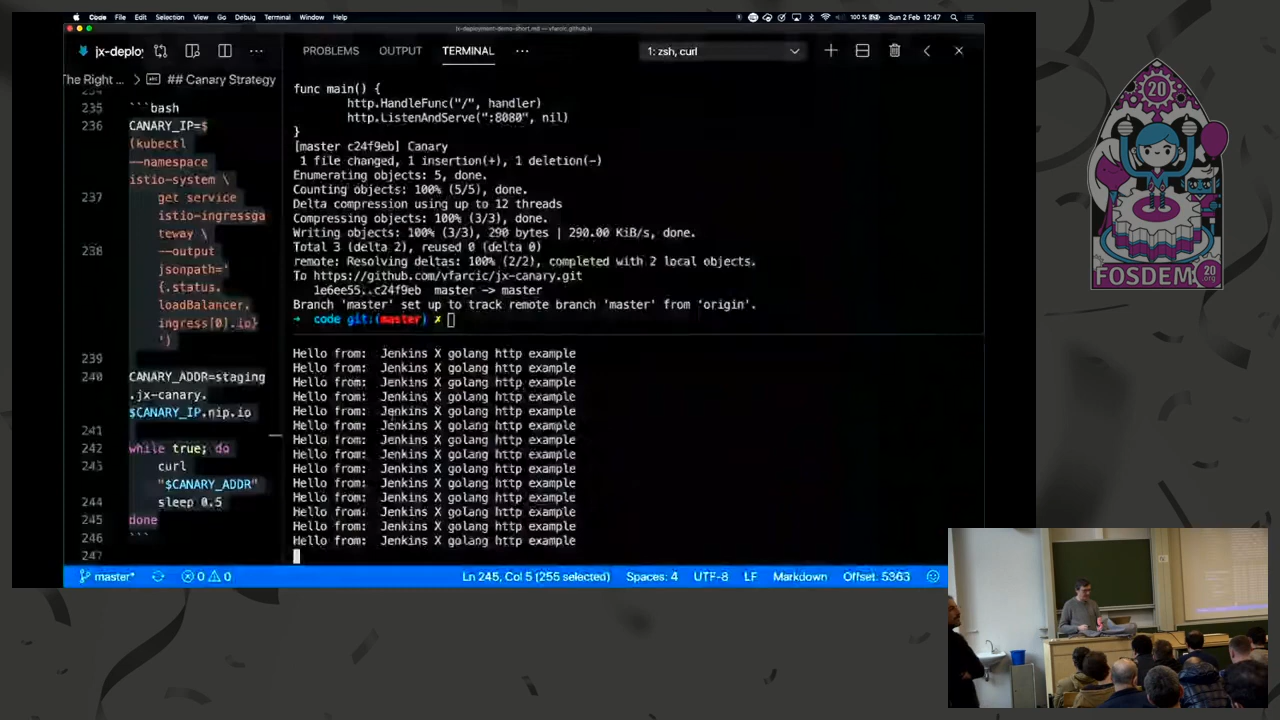 Code File Edit Selection View Go Debug Terminal Window Help
100% Sun 2 Feb 12:47
jx-deployment-demo-short.md — vfarcic.github.io
jx-deploy
PROBLEMS OUTPUT TERMINAL ··· 1: zsh, curl
The Right ... > ## Canary Strategy
234
235 ```bash
236 CANARY_IP=$
(kubectl
--namespace
istio-system \
237 get service
istio-ingressga
teway \
238 --output
jsonpath='
{.status.
loadBalancer.
ingress[0].ip}
')
239
240 CANARY_ADDR=staging
.jx-canary.
$CANARY_IP.nip.io
241
242 while true; do
243 curl
"$CANARY_ADDR"
244 sleep 0.5
245 done
246 ```
247
func main() {
http.HandleFunc("/", handler)
http.ListenAndServe(":8080", nil)
}
[master c24f9eb] Canary
1 file changed, 1 insertion(+), 1 deletion(-)
Enumerating objects: 5, done.
Counting objects: 100% (5/5), done.
Delta compression using up to 12 threads
Compressing objects: 100% (3/3), done.
Writing objects: 100% (3/3), 290 bytes | 290.00 KiB/s, done.
Total 3 (delta 2), reused 0 (delta 0)
remote: Resolving deltas: 100% (2/2), completed with 2 local objects.
To https://github.com/vfarcic/jx-canary.git
1e6ee55..c24f9eb master -> master
Branch 'master' set up to track remote branch 'master' from 'origin'.
→ code git:(master) ✗
Hello from: Jenkins X golang http example
Hello from: Jenkins X golang http example
Hello from: Jenkins X golang http example
Hello from: Jenkins X golang http example
Hello from: Jenkins X golang http example
Hello from: Jenkins X golang http example
Hello from: Jenkins X golang http example
Hello from: Jenkins X golang http example
Hello from: Jenkins X golang http example
Hello from: Jenkins X golang http example
Hello from: Jenkins X golang http example
Hello from: Jenkins X golang http example
Hello from: Jenkins X golang http example
Hello from: Jenkins X golang http example
master* 0 0 Ln 245, Col 5 (255 selected) Spaces: 4 UTF-8 LF Markdown Offset: 5363
20
FOSDEM 20
.org